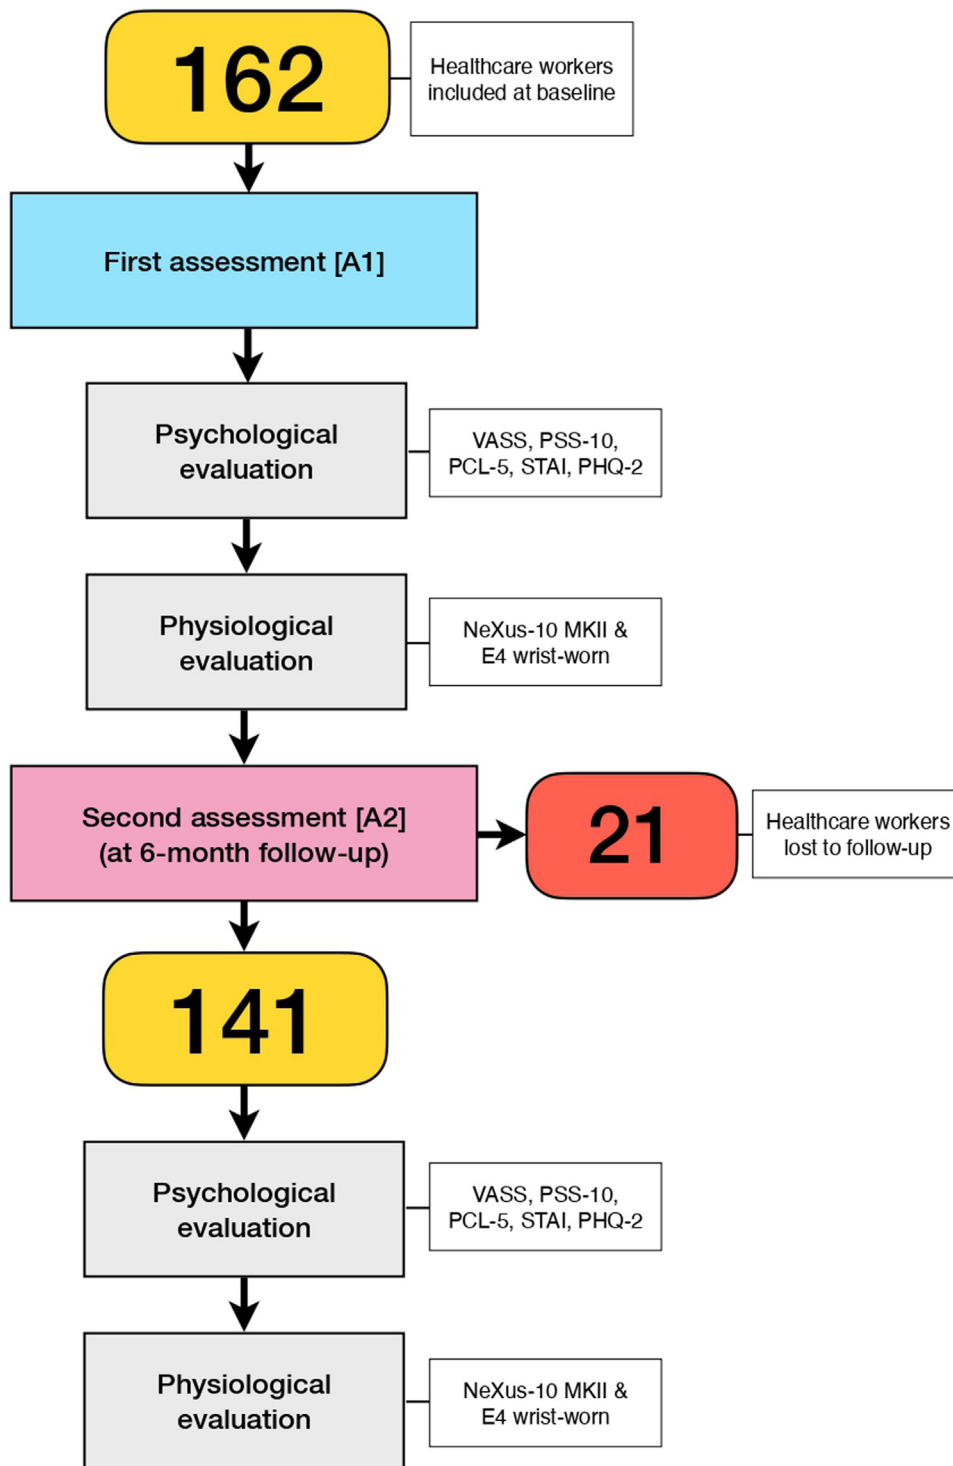 162
Healthcare workers
included at baseline
First assessment [A1]
Psychological
evaluation
VASS, PSS-10,
PCL-5, STAI, PHQ-2
Physiological
evaluation
NeXus-10 MKII &
E4 wrist-worn
Second assessment [A2]
(at 6-month follow-up)
21
Healthcare workers
lost to follow-up
141
Psychological
evaluation
VASS, PSS-10,
PCL-5, STAI, PHQ-2
Physiological
evaluation
NeXus-10 MKII &
E4 wrist-worn